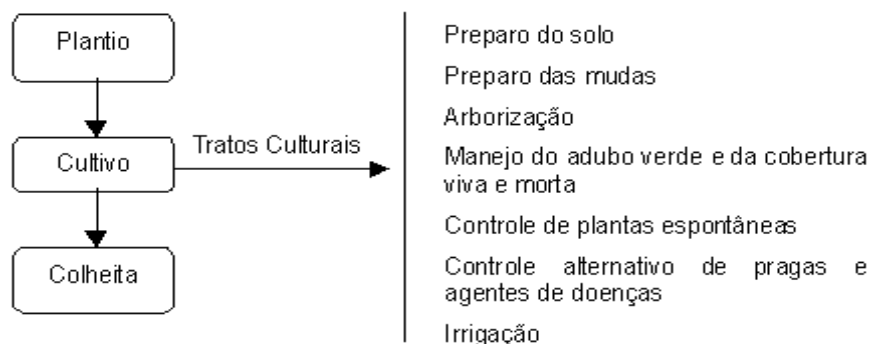 Plantio
Cultivo
Colheita
Tratos Culturais
Preparo do solo
Preparo das mudas
Arborização
Manejo do adubo verde e da cobertura
viva e morta
Controle de plantas espontâneas
Controle alternativo de pragas e
agentes de doenças
Irrigação